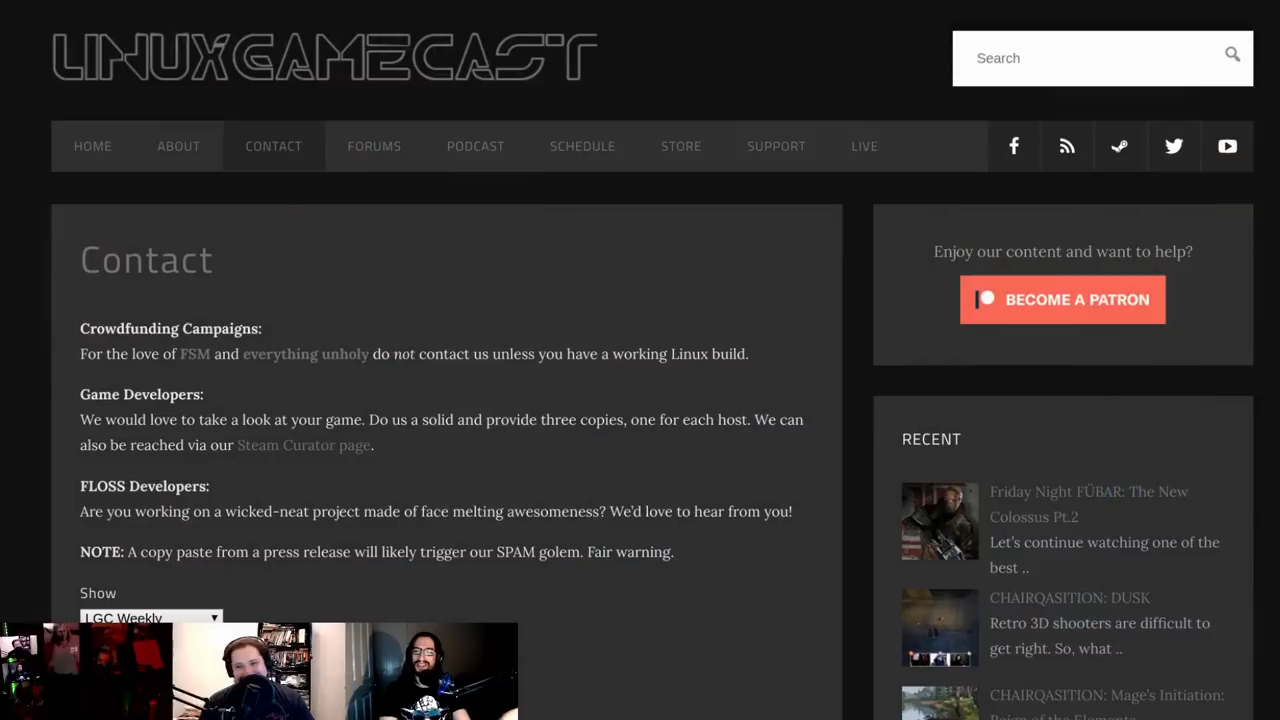 LINUXGAMECAST
Search
HOME ABOUT CONTACT FORUMS PODCAST SCHEDULE STORE SUPPORT LIVE
Contact
Crowdfunding Campaigns:
For the love of FSM and everything unholy do not contact us unless you have a working Linux build.
Game Developers:
We would love to take a look at your game. Do us a solid and provide three copies, one for each host. We can
also be reached via our Steam Curator page.
FLOSS Developers:
Are you working on a wicked-neat project made of face melting awesomeness? We’d love to hear from you!
NOTE: A copy paste from a press release will likely trigger our SPAM golem. Fair warning.
Show
LGC Weekly
Enjoy our content and want to help?
BECOME A PATRON
RECENT
Friday Night FÜBAR: The New
Colossus Pt.2
Let’s continue watching one of the
best ..
CHAIRQASITION: DUSK
Retro 3D shooters are difficult to
get right. So, what ..
CHAIRQASITION: Mage’s Initiation:
Reign of the Elements